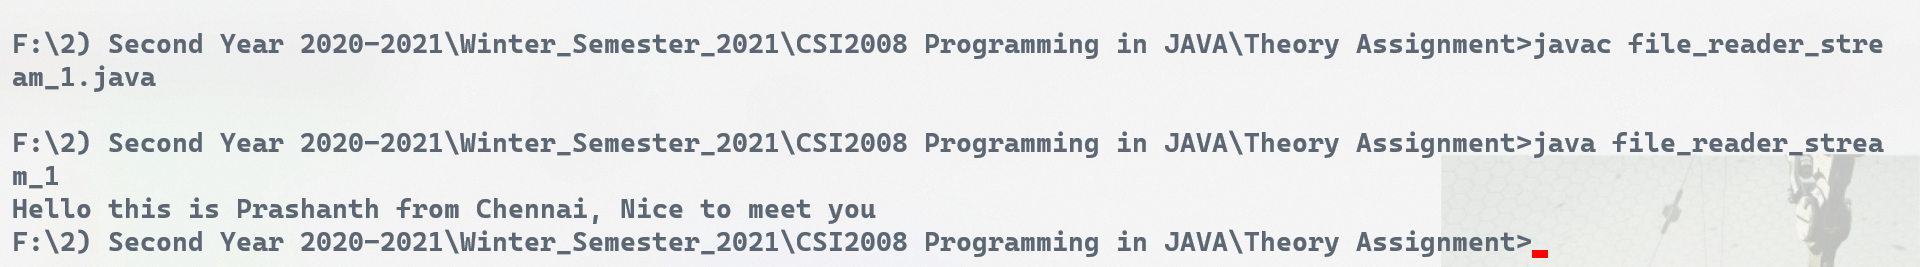 F:\2) Second Year 2020-2021\Winter_Semester_2021\CSI2008 Programming in JAVA\Theory Assignment>javac file_reader_stre
am_1.java
F:\2) Second Year 2020-2021\Winter_Semester_2021\CSI2008 Programming in JAVA\Theory Assignment>java file_reader_strea
m_1
Hello this is Prashanth from Chennai, Nice to meet you
F:\2) Second Year 2020-2021\Winter_Semester_2021\CSI2008 Programming in JAVA\Theory Assignment>